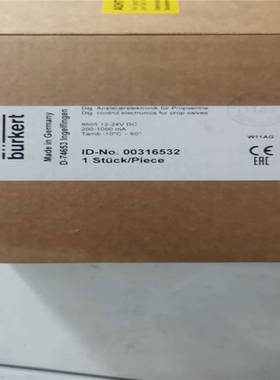 burkert
Made in Germany
D-74653 Ingelfingen
Dig. Ansteuerelektronik für Propventile
Dig. control electronics for prop valves
8605 12-24V DC
200-1000 mA
Tamb -10°C - 60°
W11AG
ID-No. 00316532
1 Stück/Piece
CE
EAC